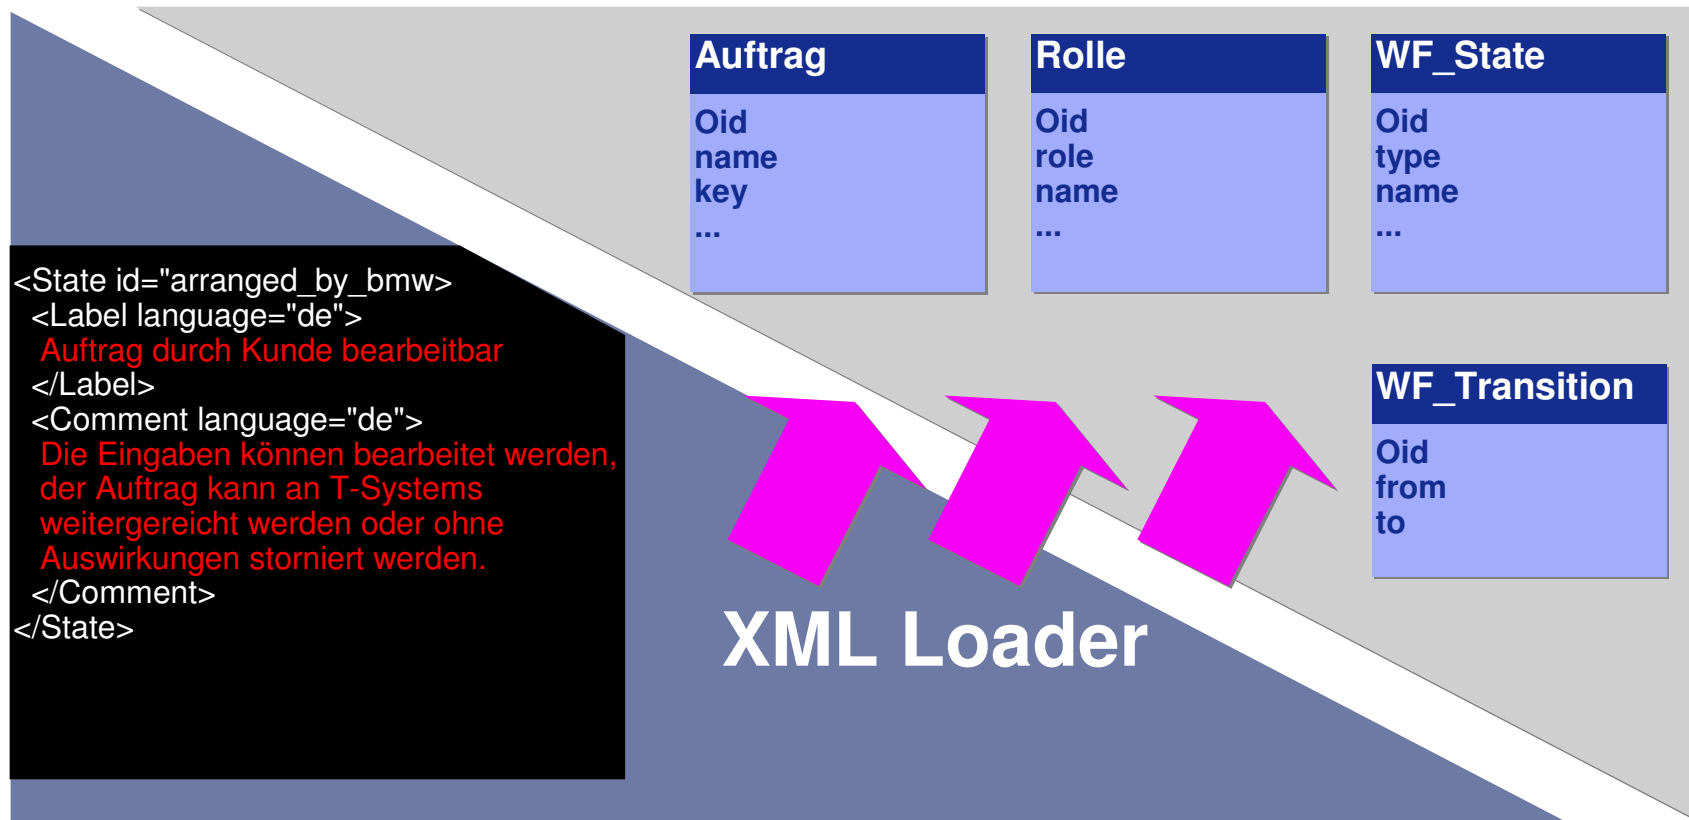 Auftrag
Oid
name
key
...
Rolle
Oid
role
name
...
WF_State
Oid
type
name
...
<State id="arranged_by_bmw>
<Label language="de">
Auftrag durch Kunde bearbeitbar
</Label>
<Comment language="de">
Die Eingaben können bearbeitet werden,
der Auftrag kann an T-Systems
weitergereicht werden oder ohne
Auswirkungen storniert werden.
</Comment>
</State>
WF_Transition
Oid
from
to
XML Loader